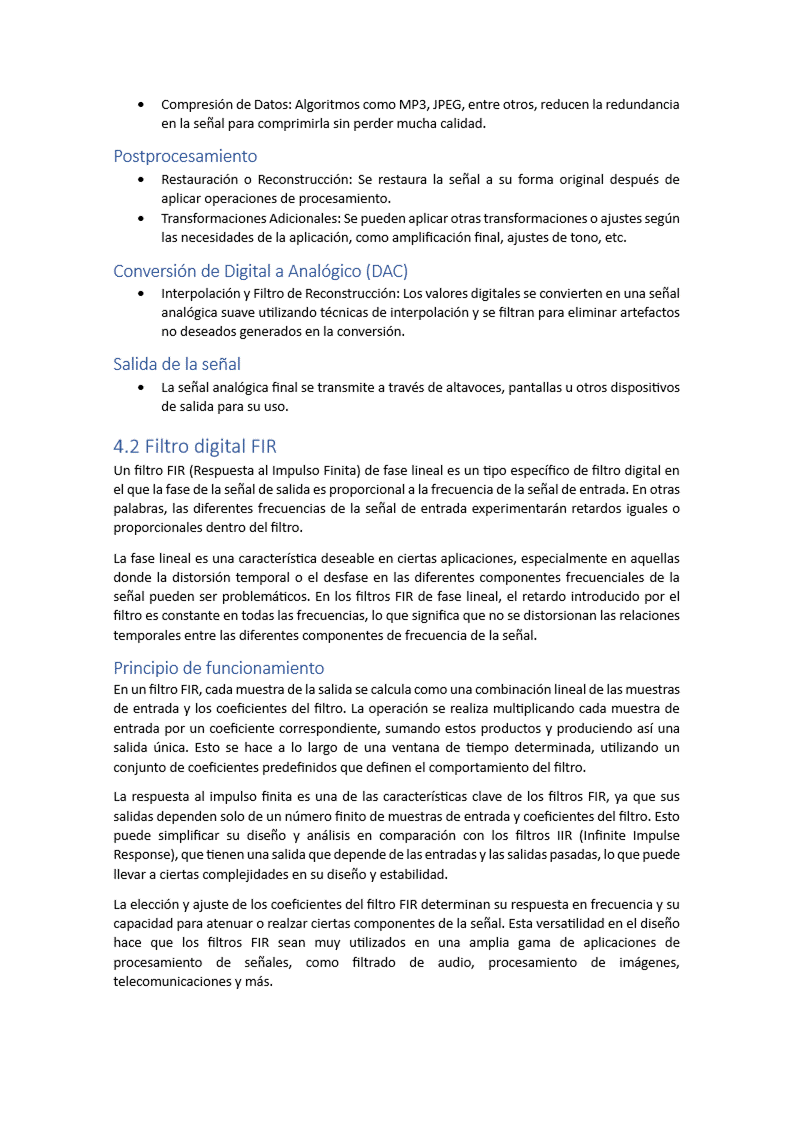 • Compresión de Datos: Algoritmos como MP3, JPEG, entre otros, reducen la redundancia
en la señal para comprimirla sin perder mucha calidad.
Postprocesamiento
• Restauración o Reconstrucción: Se restaura la señal a su forma original después de
aplicar operaciones de procesamiento.
• Transformaciones Adicionales: Se pueden aplicar otras transformaciones o ajustes según
las necesidades de la aplicación, como amplificación final, ajustes de tono, etc.
Conversión de Digital a Analógico (DAC)
• Interpolación y Filtro de Reconstrucción: Los valores digitales se convierten en una señal
analógica suave utilizando técnicas de interpolación y se filtran para eliminar artefactos
no deseados generados en la conversión.
Salida de la señal
• La señal analógica final se transmite a través de altavoces, pantallas u otros dispositivos
de salida para su uso.
4.2 Filtro digital FIR
Un filtro FIR (Respuesta al Impulso Finita) de fase lineal es un tipo específico de filtro digital en
el que la fase de la señal de salida es proporcional a la frecuencia de la señal de entrada. En otras
palabras, las diferentes frecuencias de la señal de entrada experimentarán retardos iguales o
proporcionales dentro del filtro.
La fase lineal es una característica deseable en ciertas aplicaciones, especialmente en aquellas
donde la distorsión temporal o el desfase en las diferentes componentes frecuenciales de la
señal pueden ser problemáticos. En los filtros FIR de fase lineal, el retardo introducido por el
filtro es constante en todas las frecuencias, lo que significa que no se distorsionan las relaciones
temporales entre las diferentes componentes de frecuencia de la señal.
Principio de funcionamiento
En un filtro FIR, cada muestra de la salida se calcula como una combinación lineal de las muestras
de entrada y los coeficientes del filtro. La operación se realiza multiplicando cada muestra de
entrada por un coeficiente correspondiente, sumando estos productos y produciendo así una
salida única. Esto se hace a lo largo de una ventana de tiempo determinada, utilizando un
conjunto de coeficientes predefinidos que definen el comportamiento del filtro.
La respuesta al impulso finita es una de las características clave de los filtros FIR, ya que sus
salidas dependen solo de un número finito de muestras de entrada y coeficientes del filtro. Esto
puede simplificar su diseño y análisis en comparación con los filtros IIR (Infinite Impulse
Response), que tienen una salida que depende de las entradas y las salidas pasadas, lo que puede
llevar a ciertas complejidades en su diseño y estabilidad.
La elección y ajuste de los coeficientes del filtro FIR determinan su respuesta en frecuencia y su
capacidad para atenuar o realzar ciertas componentes de la señal. Esta versatilidad en el diseño
hace que los filtros FIR sean muy utilizados en una amplia gama de aplicaciones de
procesamiento de señales, como filtrado de audio, procesamiento de imágenes,
telecomunicaciones y más.